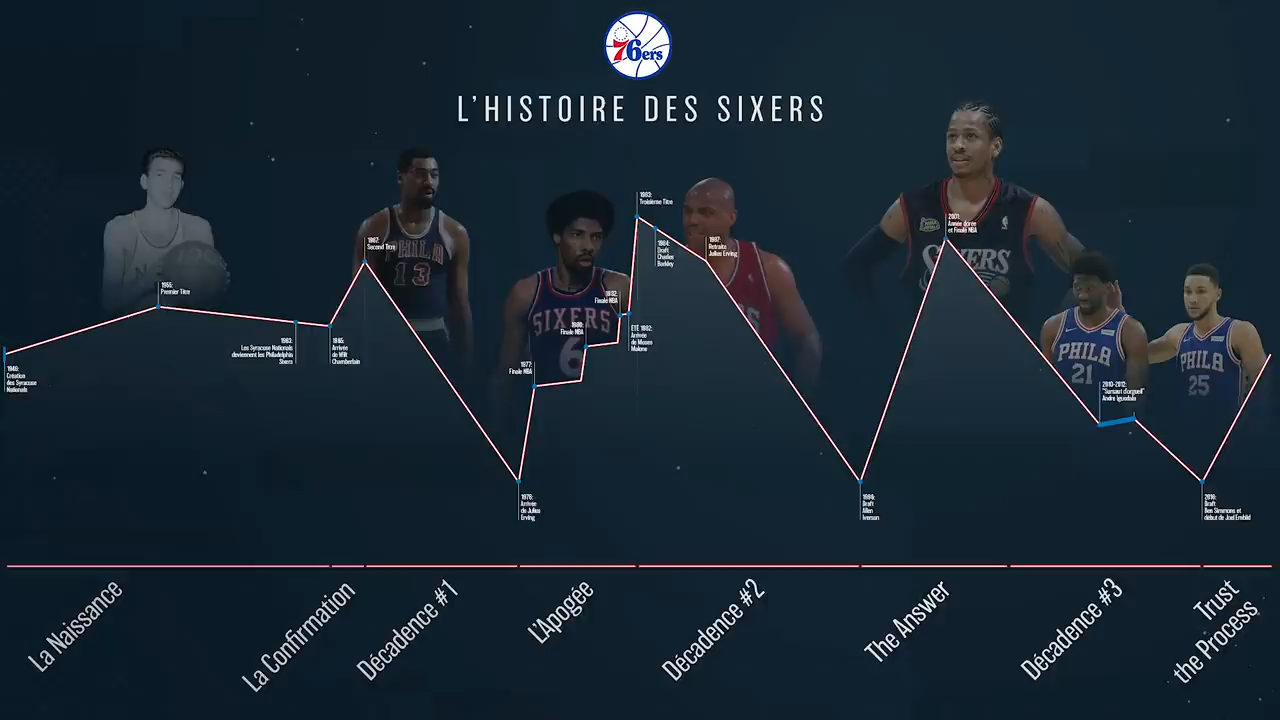 76ers
L'HISTOIRE DES SIXERS
1946:
Création
des Syracuse
Nationals
1955:
Premier Titre
1963:
Les Syracuse Nationals
deviennent les Philadelphia
Sixers
1965:
Arrivée
de Wilt
Chamberlain
1967:
Second Titre
PHILA
13
1976:
Arrivée
de Julius
Erving
1977:
Finale NBA
SIXERS
6
1980:
Finale NBA
1982:
Finale NBA
ETÉ 1982:
Arrivée
de Moses
Malone
1983:
Troisième Titre
1984:
Draft
Charles
Barkley
1987:
Retraite
Julius Erving
1996:
Draft
Allen
Iverson
2001:
Année dorée
et Finale NBA
SIXERS
2010-2012:
"Sursaut d'orgueil"
Andre Iguodala
PHILA
21
PHILA
25
2016:
Draft
Ben Simmons et
début de Joel Embiid
La Naissance
La Confirmation
Décadence #1
L'Apogée
Décadence #2
The Answer
Décadence #3
Trust
the Process